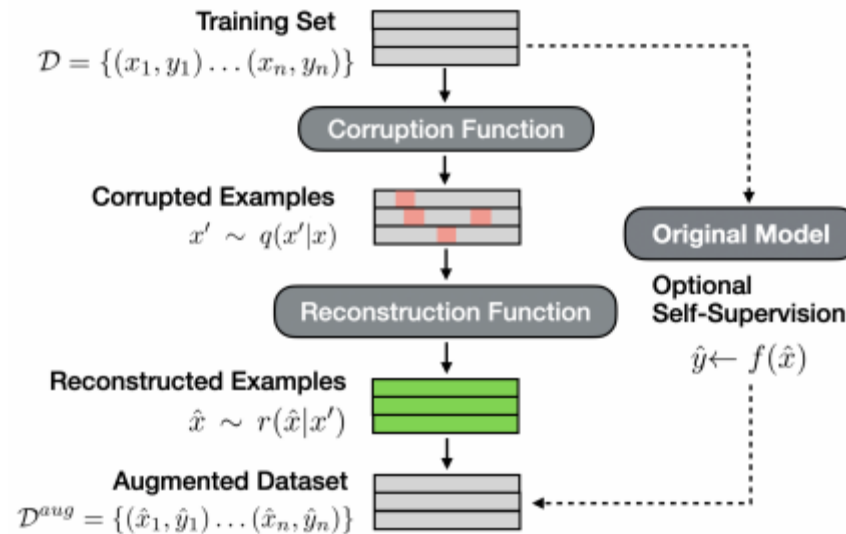 Training Set
𝒟 = {(x₁, y₁) … (xₙ, yₙ)}
Corruption Function
Corrupted Examples
x′ ∼ q(x′|x)
Original Model
Optional
Self-Supervision
ŷ← f(x̂)
Reconstruction Function
Reconstructed Examples
x̂ ∼ r(x̂|x′)
Augmented Dataset
𝒟ᵃᵘᵍ = {(x̂₁, ŷ₁) … (x̂ₙ, ŷₙ)}